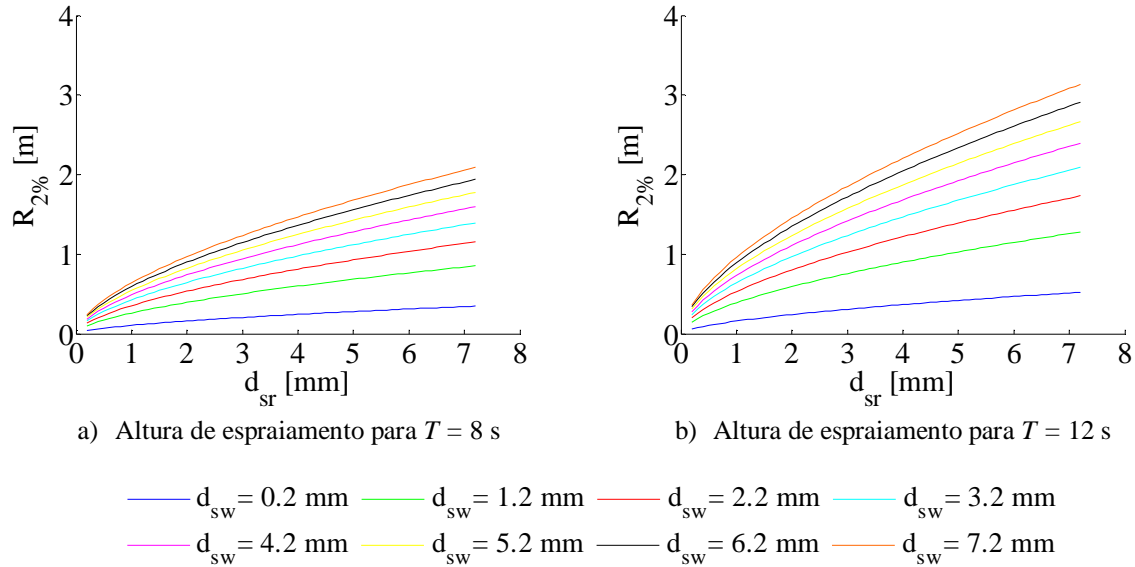 4
3
2
1
0
R2% [m]
0 1 2 3 4 5 6 7 8
dsr [mm]
a) Altura de espraiamento para T = 8 s
4
3
2
1
0
R2% [m]
0 1 2 3 4 5 6 7 8
dsr [mm]
b) Altura de espraiamento para T = 12 s
dsw= 0.2 mm dsw= 1.2 mm dsw= 2.2 mm dsw= 3.2 mm
dsw= 4.2 mm dsw= 5.2 mm dsw= 6.2 mm dsw= 7.2 mm